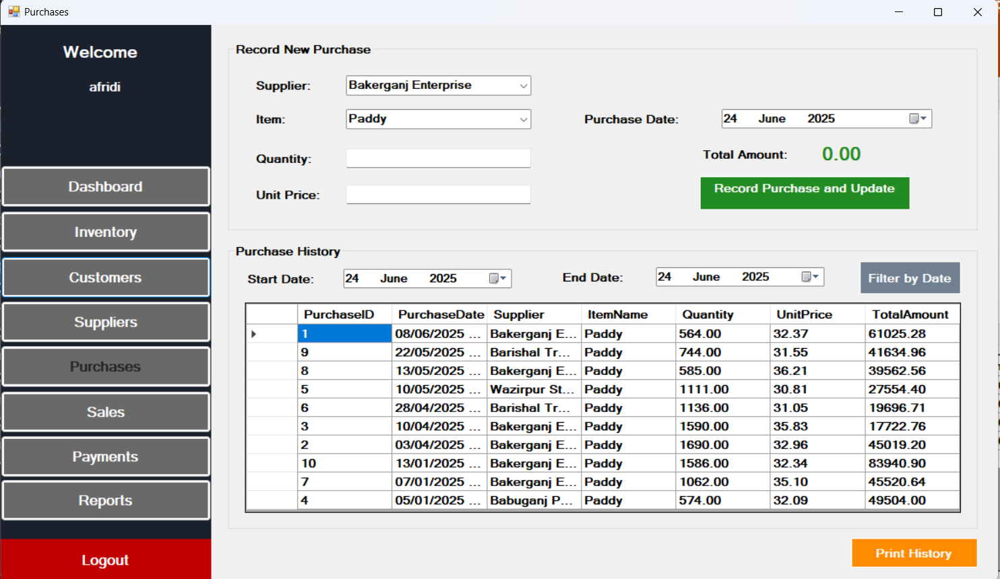 Purchases
Welcome
afridi
Dashboard
Inventory
Customers
Suppliers
Purchases
Sales
Payments
Reports
Logout
Record New Purchase
Supplier: Bakerganj Enterprise
Item: Paddy Purchase Date: 24 June 2025
Quantity: Total Amount: 0.00
Unit Price: Record Purchase and Update
Purchase History
Start Date: 24 June 2025 End Date: 24 June 2025 Filter by Date
PurchaseID PurchaseDate Supplier ItemName Quantity UnitPrice TotalAmount
1 08/06/2025 ... Bakerganj E... Paddy 564.00 32.37 61025.28
9 22/05/2025 ... Barishal Tr... Paddy 744.00 31.55 41634.96
8 13/05/2025 ... Bakerganj E... Paddy 585.00 36.21 39562.56
5 10/05/2025 ... Wazirpur St... Paddy 1111.00 30.81 27554.40
6 28/04/2025 ... Barishal Tr... Paddy 1136.00 31.05 19696.71
3 10/04/2025 ... Bakerganj E... Paddy 1590.00 35.83 17722.76
2 03/04/2025 ... Bakerganj E... Paddy 1690.00 32.96 45019.20
10 13/01/2025 ... Bakerganj E... Paddy 1586.00 32.34 83940.90
7 07/01/2025 ... Bakerganj E... Paddy 1062.00 35.10 45520.64
4 05/01/2025 ... Babuganj P... Paddy 574.00 32.09 49504.00
Print History